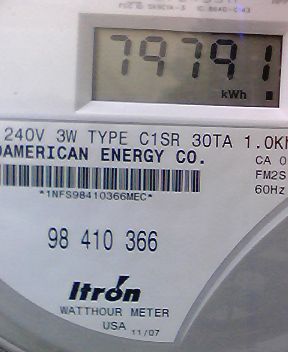 79791
kWh
240V 3W TYPE C1SR 30TA 1.0Kh
AMERICAN ENERGY CO.
CA 0
FM2S
60Hz
*1NFS98410366MEC*
98 410 366
Itron
WATTHOUR METER
USA 11/07